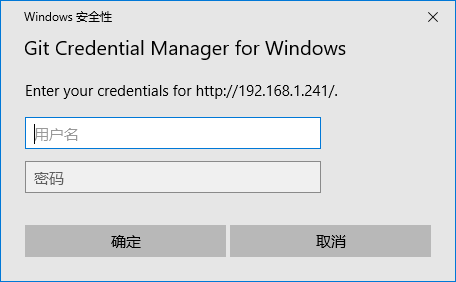 Windows 安全性
Git Credential Manager for Windows
Enter your credentials for http://192.168.1.241/.
用户名
密码
确定
取消